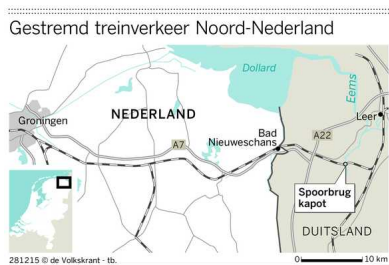 Gestremd treinverkeer Noord-Nederland
Dollard
Eems
Groningen
NEDERLAND
Leer
A7
Bad
Nieuweschans
A22
Spoorbrug
kapot
DUITSLAND
281215 © de Volkskrant - tb.
0 10 km